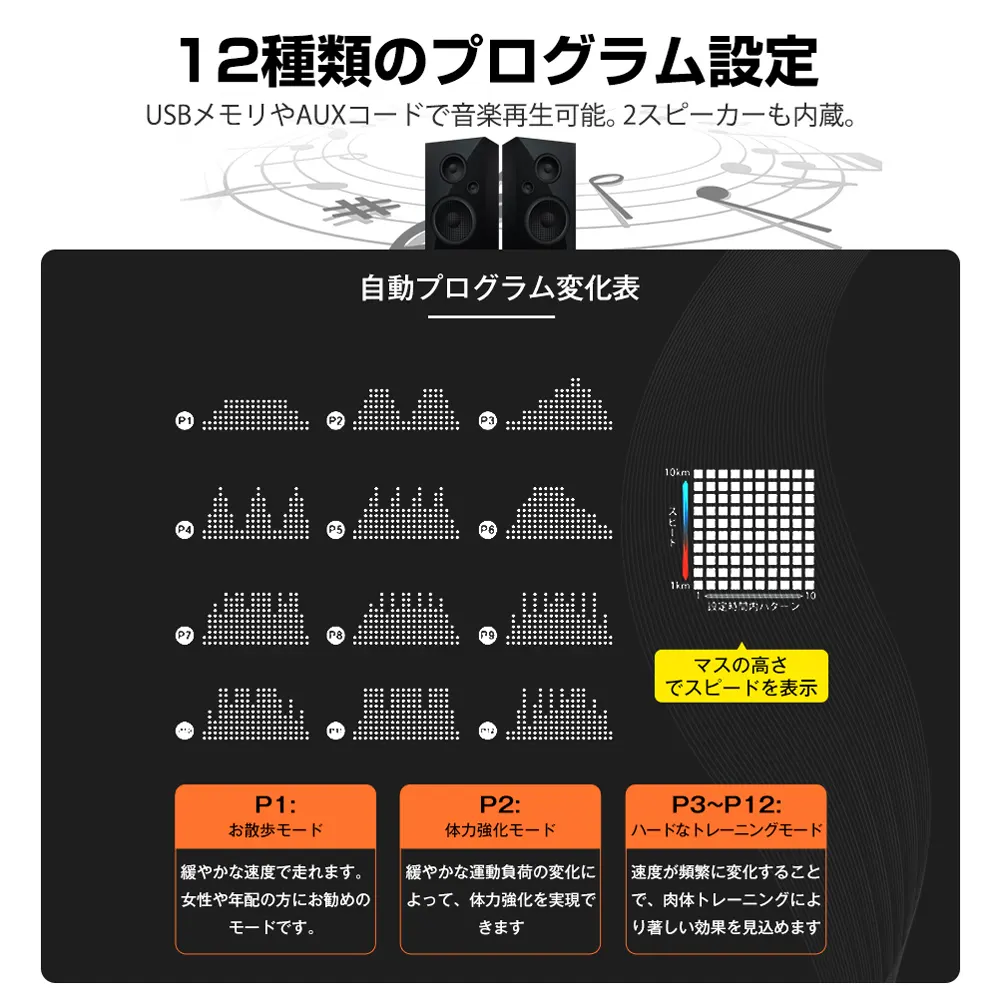 12種類のプログラム設定
USBメモリやAUXコードで音楽再生可能。2スピーカーも内蔵。
自動プログラム変化表
P1
P2
P3
P4
P5
P6
P7
P8
P9
P10
P11
P12
10km
スピート
1km
1
10
設定時間内パターン
マスの高さ
でスピードを表示
P1:
お散歩モード
緩やかな速度で走れます。
女性や年配の方にお勧めの
モードです。
P2:
体力強化モード
緩やかな運動負荷の変化に
よって、体力強化を実現で
きます
P3~P12:
ハードなトレーニングモード
速度が頻繁に変化すること
で、肉体トレーニングによ
り著しい効果を見込めます